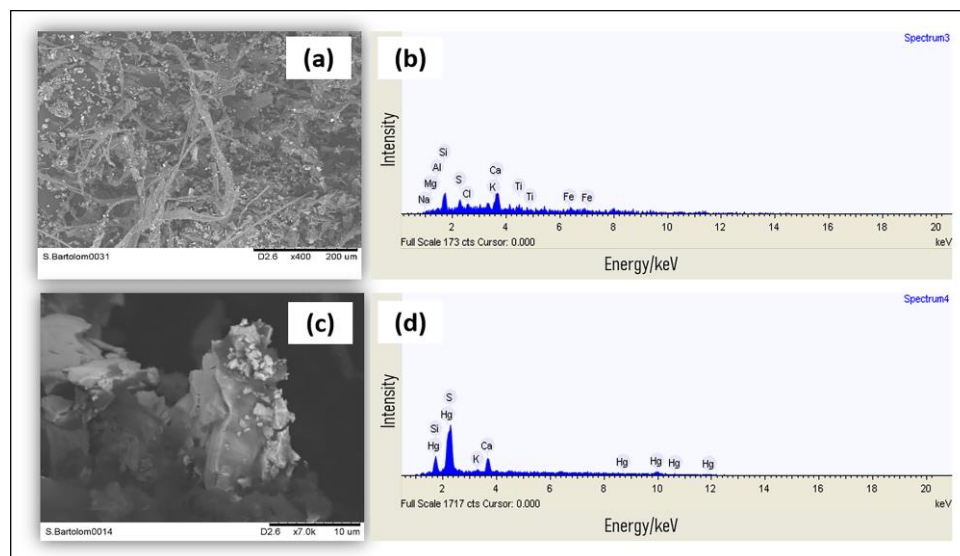 (a)
S.Bartolom0031 D2.6 x400 200 um
(b)
Spectrum3
Intensity
Si
Al
Mg
Na
S
Cl
Ca
K
Ti
Ti
Fe
Fe
2 4 6 8 10 12 14 16 18 20
Full Scale 173 cts Cursor: 0.000 keV
Energy/keV
(c)
S.Bartolom0014 D2.6 x7.0k 10 um
(d)
Spectrum4
Intensity
S
Hg
Si
Hg
K
Ca
Hg
Hg
Hg
Hg
2 4 6 8 10 12 14 16 18 20
Full Scale 1717 cts Cursor: 0.000 keV
Energy/keV